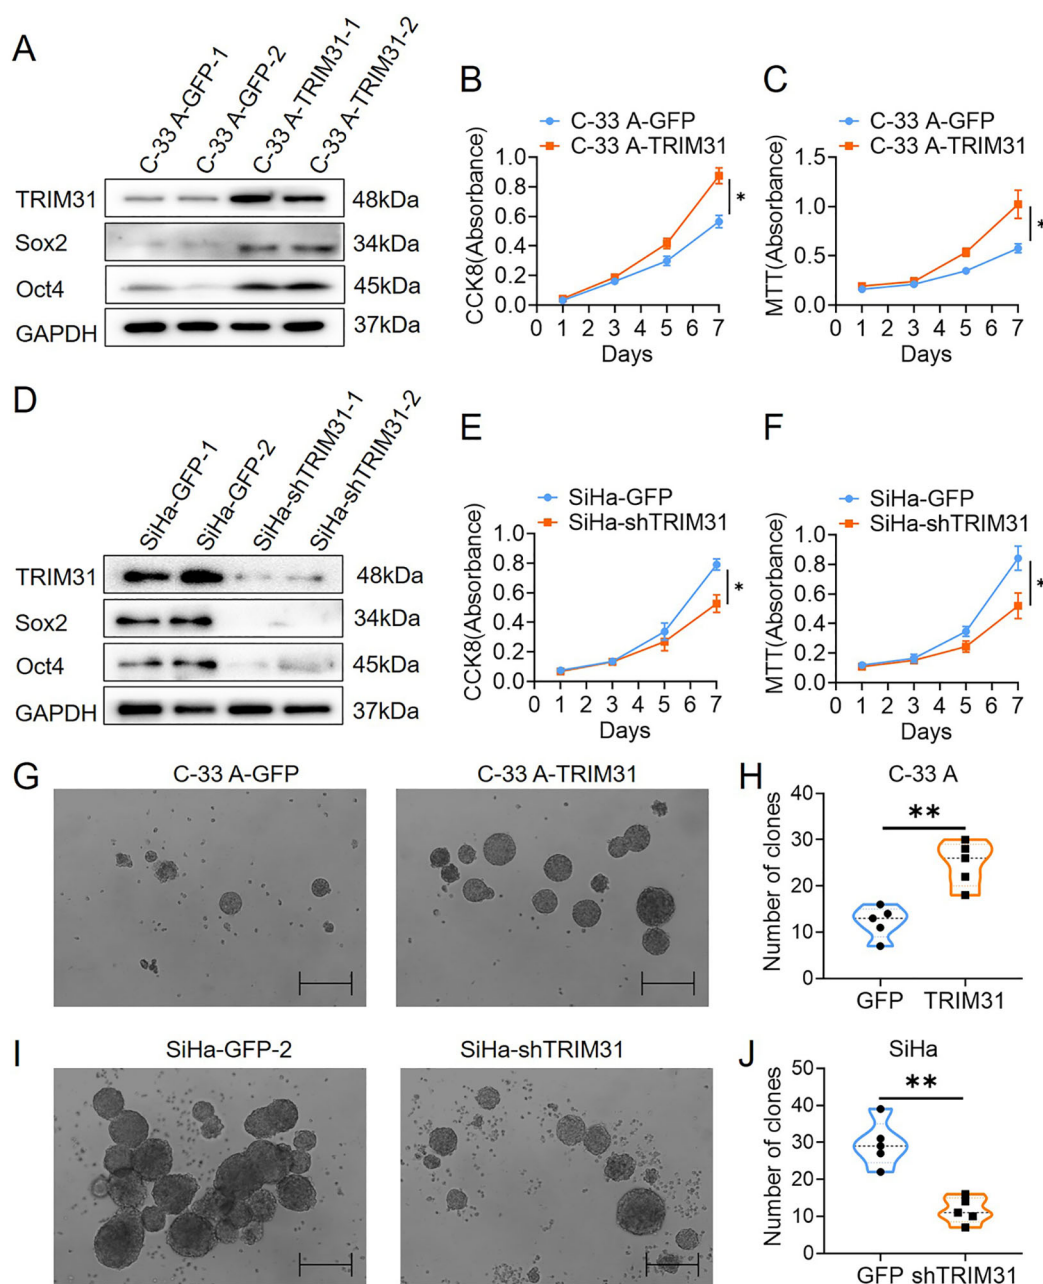 A
C-33 A-GFP-1
C-33 A-GFP-2
C-33 A-TRIM31-1
C-33 A-TRIM31-2
TRIM31 48kDa
Sox2 34kDa
Oct4 45kDa
GAPDH 37kDa
B
C-33 A-GFP
C-33 A-TRIM31
CCK8(Absorbance)
1.0
0.8
0.6
0.4
0.2
0.0
*
0 1 2 3 4 5 6 7
Days
C
C-33 A-GFP
C-33 A-TRIM31
MTT(Absorbance)
1.5
1.0
0.5
0.0
*
0 1 2 3 4 5 6 7
Days
D
SiHa-GFP-1
SiHa-GFP-2
SiHa-shTRIM31-1
SiHa-shTRIM31-2
TRIM31 48kDa
Sox2 34kDa
Oct4 45kDa
GAPDH 37kDa
E
SiHa-GFP
SiHa-shTRIM31
CCK8(Absorbance)
1.0
0.8
0.6
0.4
0.2
0.0
*
0 1 2 3 4 5 6 7
Days
F
SiHa-GFP
SiHa-shTRIM31
MTT(Absorbance)
1.0
0.8
0.6
0.4
0.2
0.0
*
0 1 2 3 4 5 6 7
Days
G
C-33 A-GFP
C-33 A-TRIM31
H
C-33 A
Number of clones
40
30
20
10
0
**
GFP TRIM31
I
SiHa-GFP-2
SiHa-shTRIM31
J
SiHa
Number of clones
50
40
30
20
10
0
**
GFP shTRIM31